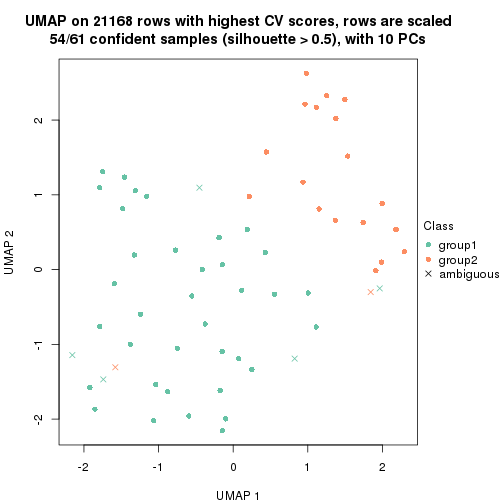 UMAP on 21168 rows with highest CV scores, rows are scaled
54/61 confident samples (silhouette > 0.5), with 10 PCs
2
1
0
-1
-2
UMAP 2
-2
-1
0
1
2
UMAP 1
Class
group1
group2
ambiguous